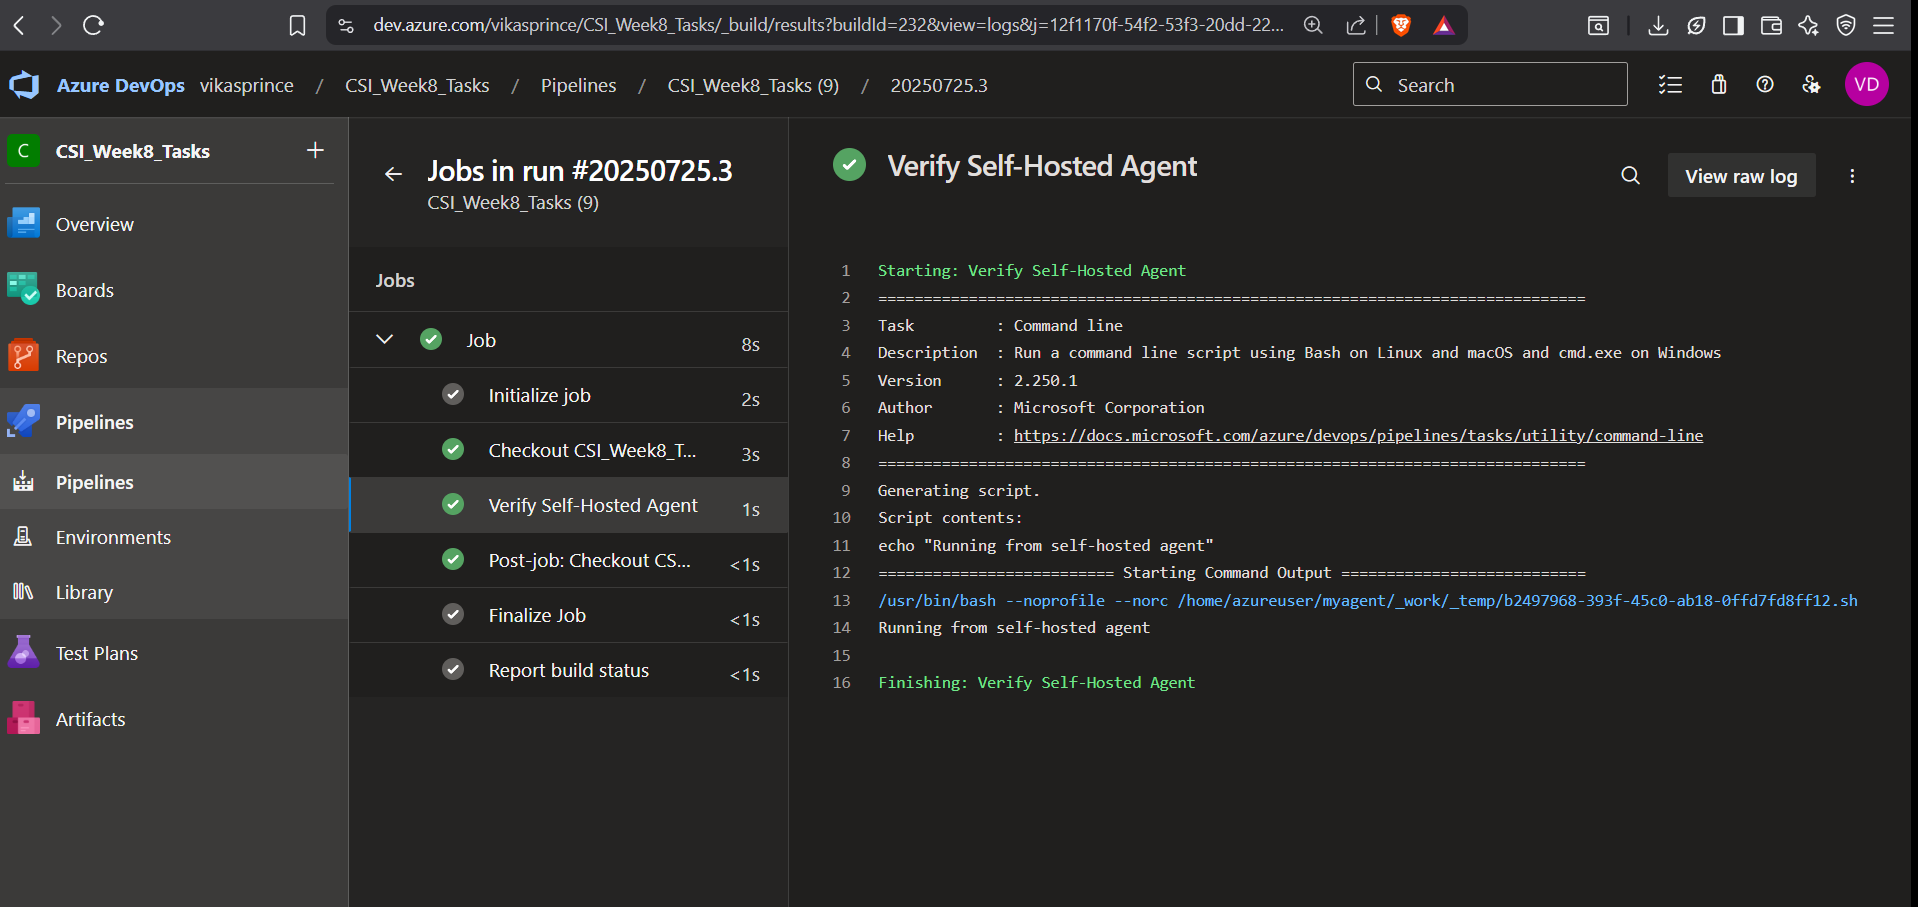 dev.azure.com/vikasprince/CSI_Week8_Tasks/_build/results?buildId=232&view=logs&j=12f1170f-54f2-53f3-20dd-22...
Azure DevOps vikasprince / CSI_Week8_Tasks / Pipelines / CSI_Week8_Tasks (9) / 20250725.3
Search
VD
C CSI_Week8_Tasks +
Overview
Boards
Repos
Pipelines
Pipelines
Environments
Library
Test Plans
Artifacts
Jobs in run #20250725.3
CSI_Week8_Tasks (9)
Jobs
Job 8s
Initialize job 2s
Checkout CSI_Week8_T... 3s
Verify Self-Hosted Agent 1s
Post-job: Checkout CS... <1s
Finalize Job <1s
Report build status <1s
Verify Self-Hosted Agent
View raw log
1 Starting: Verify Self-Hosted Agent
2 ==============================================================================
3 Task : Command line
4 Description : Run a command line script using Bash on Linux and macOS and cmd.exe on Windows
5 Version : 2.250.1
6 Author : Microsoft Corporation
7 Help : https://docs.microsoft.com/azure/devops/pipelines/tasks/utility/command-line
8 ==============================================================================
9 Generating script.
10 Script contents:
11 echo "Running from self-hosted agent"
12 ========================== Starting Command Output ===========================
13 /usr/bin/bash --noprofile --norc /home/azureuser/myagent/_work/_temp/b2497968-393f-45c0-ab18-0ffd7fd8ff12.sh
14 Running from self-hosted agent
15
16 Finishing: Verify Self-Hosted Agent